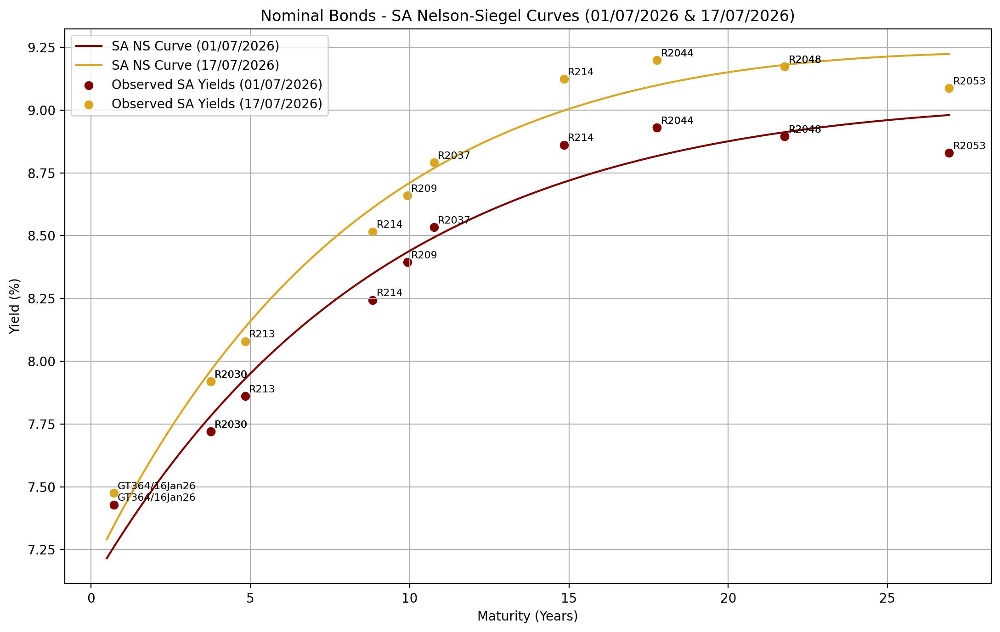 Nominal Bonds - SA Nelson-Siegel Curves (01/07/2026 & 17/07/2026)
SA NS Curve (01/07/2026)
SA NS Curve (17/07/2026)
Observed SA Yields (01/07/2026)
Observed SA Yields (17/07/2026)
9.25
9.00
8.75
8.50
8.25
8.00
7.75
7.50
7.25
Yield (%)
R2044
R2048
R214
R2053
R2044
R2048
R214
R2053
R2037
R209
R214
R2037
R209
R214
R213
R2030
R213
R2030
GT364/16Jan26
GT364/16Jan26
0
5
10
15
20
25
Maturity (Years)